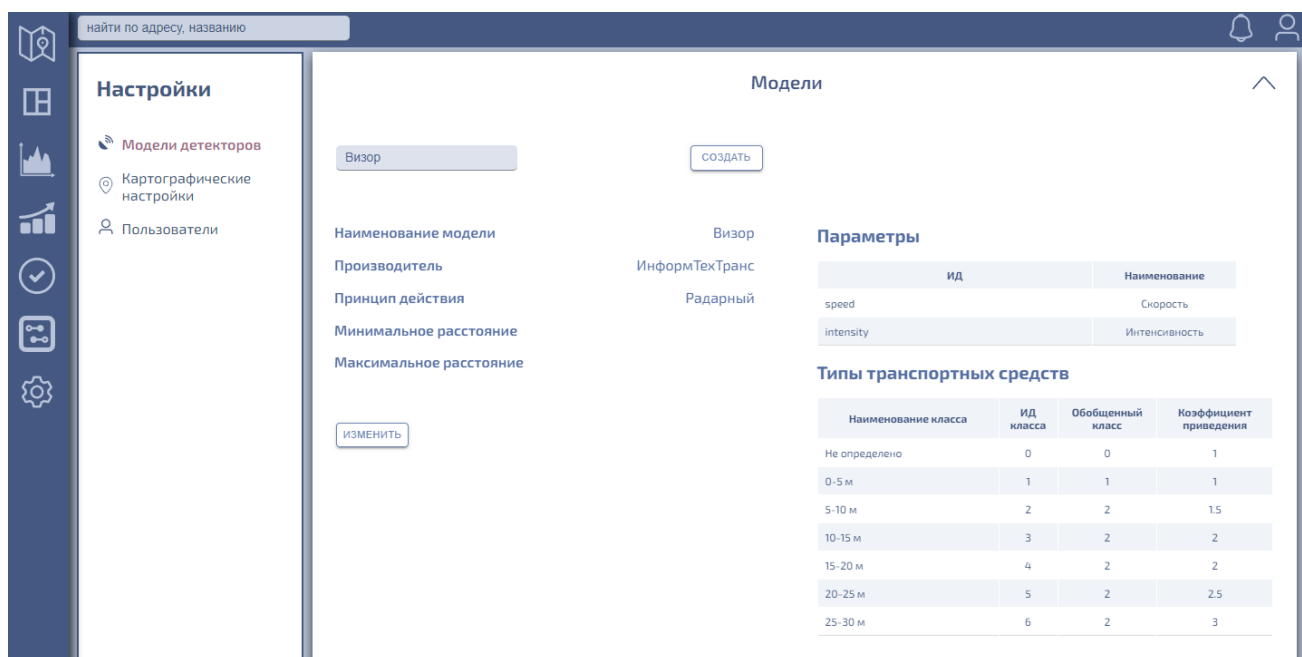 найти по адресу, названию
Настройки
Модели детекторов
Картографические
настройки
Пользователи
Модели
Визор
СОЗДАТЬ
Наименование модели Визор
Производитель ИнформТехТранс
Принцип действия Радарный
Минимальное расстояние
Максимальное расстояние
ИЗМЕНИТЬ
Параметры
ИД Наименование
speed Скорость
intensity Интенсивность
Типы транспортных средств
Наименование класса ИД класса Обобщенный класс Коэффициент приведения
Не определено 0 0 1
0-5 м 1 1 1
5-10 м 2 2 1.5
10-15 м 3 2 2
15-20 м 4 2 2
20-25 м 5 2 2.5
25-30 м 6 2 3